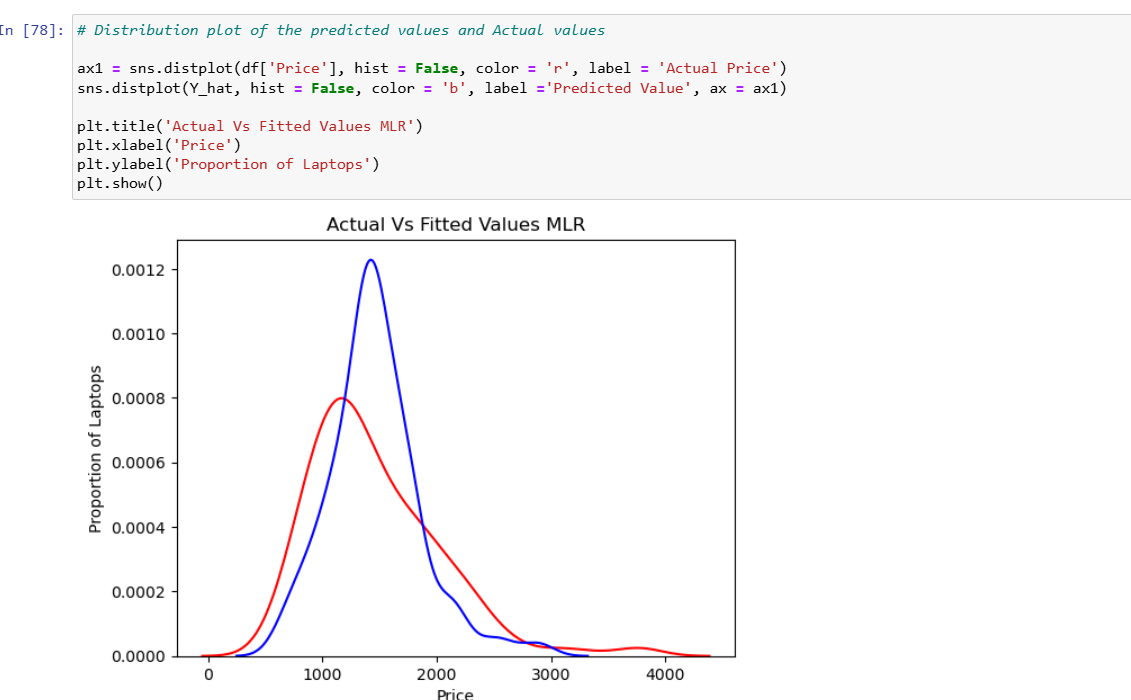 In [78]:
# Distribution plot of the predicted values and Actual values
ax1 = sns.distplot(df['Price'], hist = False, color = 'r', label = 'Actual Price')
sns.distplot(Y_hat, hist = False, color = 'b', label ='Predicted Value', ax = ax1)
plt.title('Actual Vs Fitted Values MLR')
plt.xlabel('Price')
plt.ylabel('Proportion of Laptops')
plt.show()
Actual Vs Fitted Values MLR
Proportion of Laptops
0.0012
0.0010
0.0008
0.0006
0.0004
0.0002
0.0000
0 1000 2000 3000 4000
Price